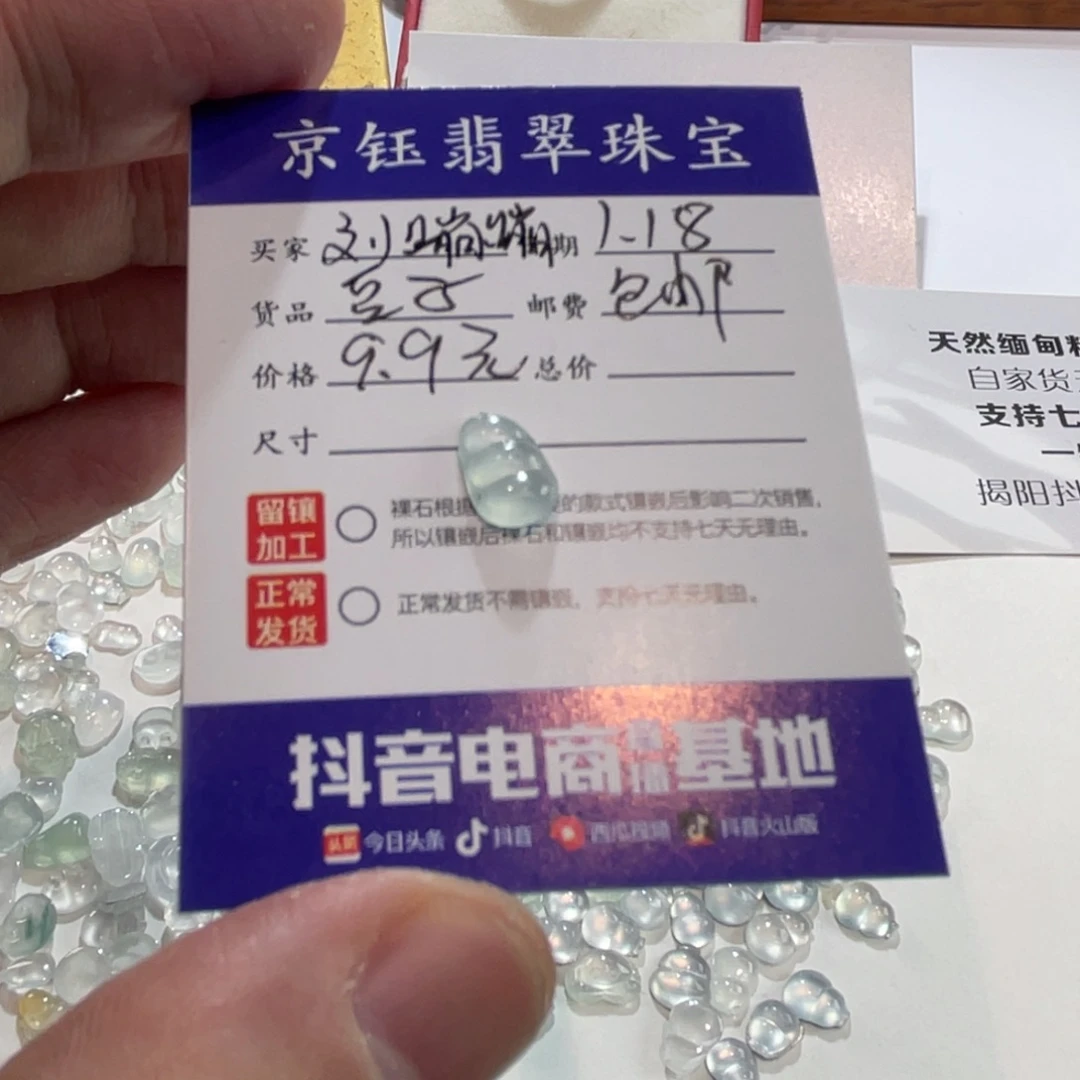 京钰翡翠珠宝
买家 刘 期 1.18
货品 豆子 邮费 包邮
价格 9.9元 总价
尺寸
留镶加工 裸石根据 的款式镶嵌后影响二次销售,
所以镶嵌后裸石和镶嵌均不支持七天无理由。
正常发货 正常发货不需镶嵌,支持七天无理由。
抖音电商直播基地
头条 今日头条 抖音 西瓜视频 抖音火山版
天然缅甸
自家货
支持七
一
揭阳抖